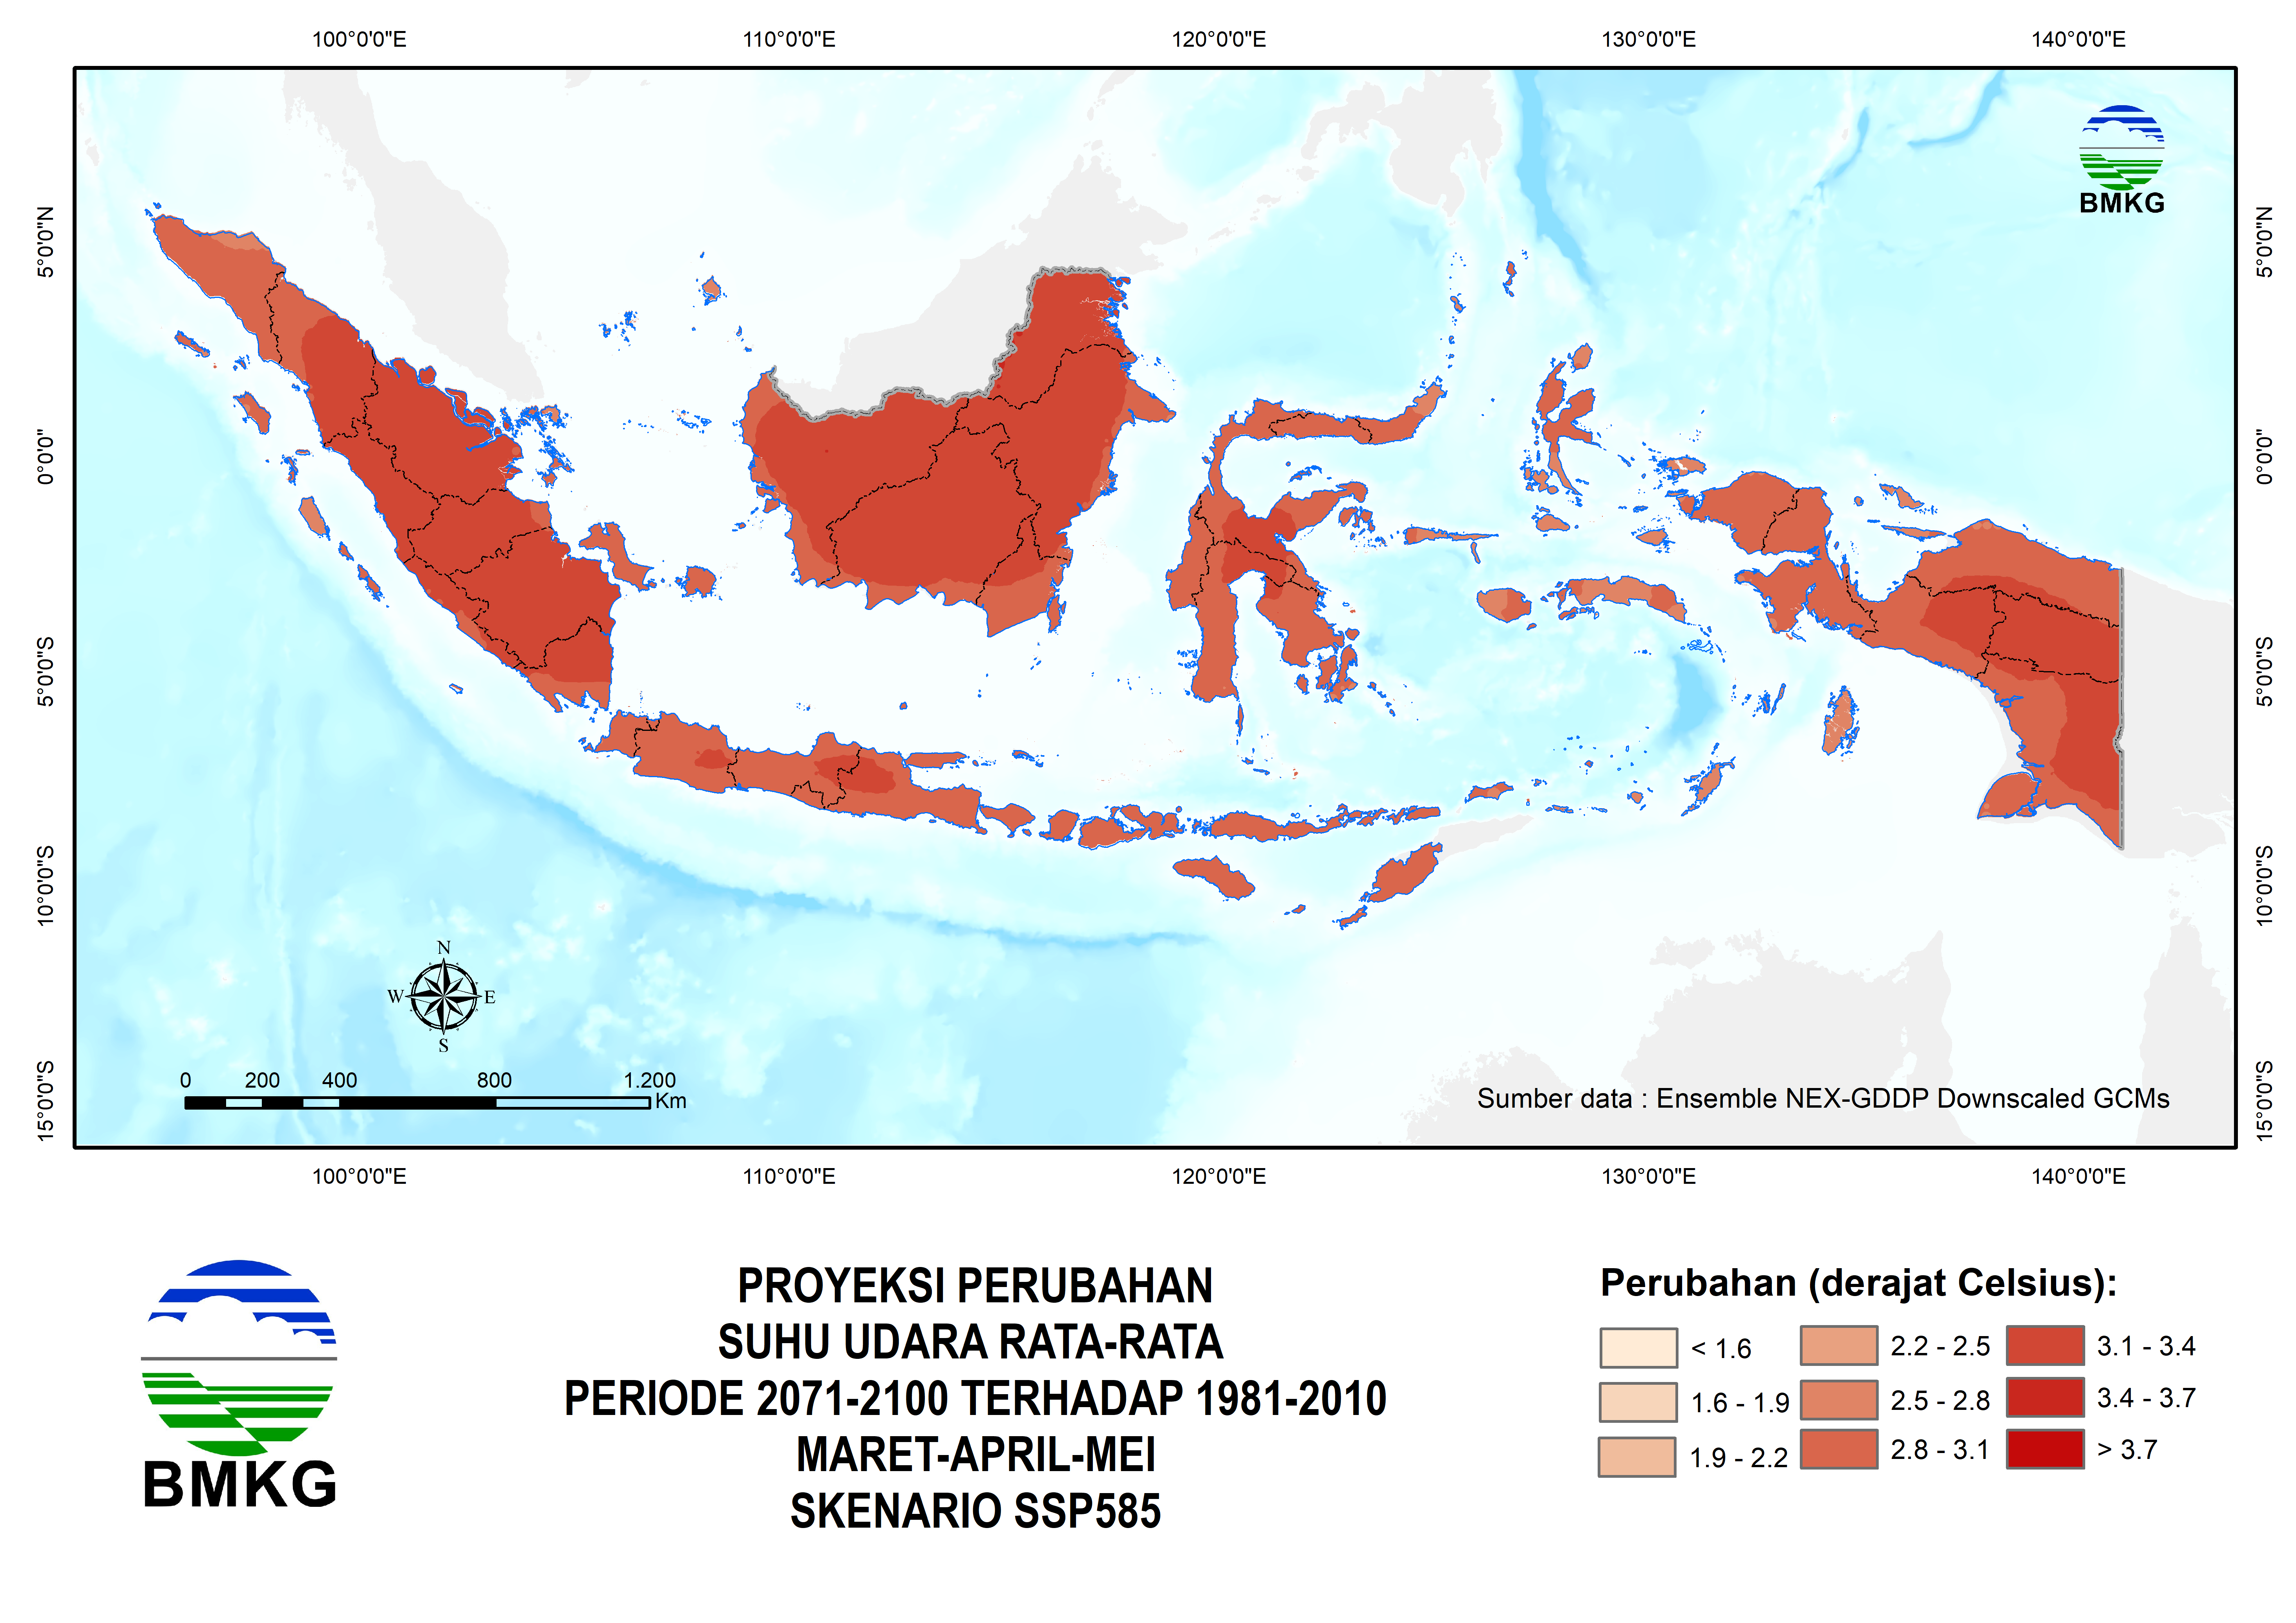 100°0'0"E 110°0'0"E 120°0'0"E 130°0'0"E 140°0'0"E
BMKG
5°0'0"N 5°0'0"N
0°0'0" 0°0'0"
5°0'0"S 5°0'0"S
10°0'0"S 10°0'0"S
15°0'0"S 15°0'0"S
N
W E
S
0 200 400 800 1.200
Km
Sumber data : Ensemble NEX-GDDP Downscaled GCMs
100°0'0"E 110°0'0"E 120°0'0"E 130°0'0"E 140°0'0"E
BMKG
PROYEKSI PERUBAHAN
SUHU UDARA RATA-RATA
PERIODE 2071-2100 TERHADAP 1981-2010
MARET-APRIL-MEI
SKENARIO SSP585
Perubahan (derajat Celsius):
< 1.6 2.2 - 2.5 3.1 - 3.4
1.6 - 1.9 2.5 - 2.8 3.4 - 3.7
1.9 - 2.2 2.8 - 3.1 > 3.7